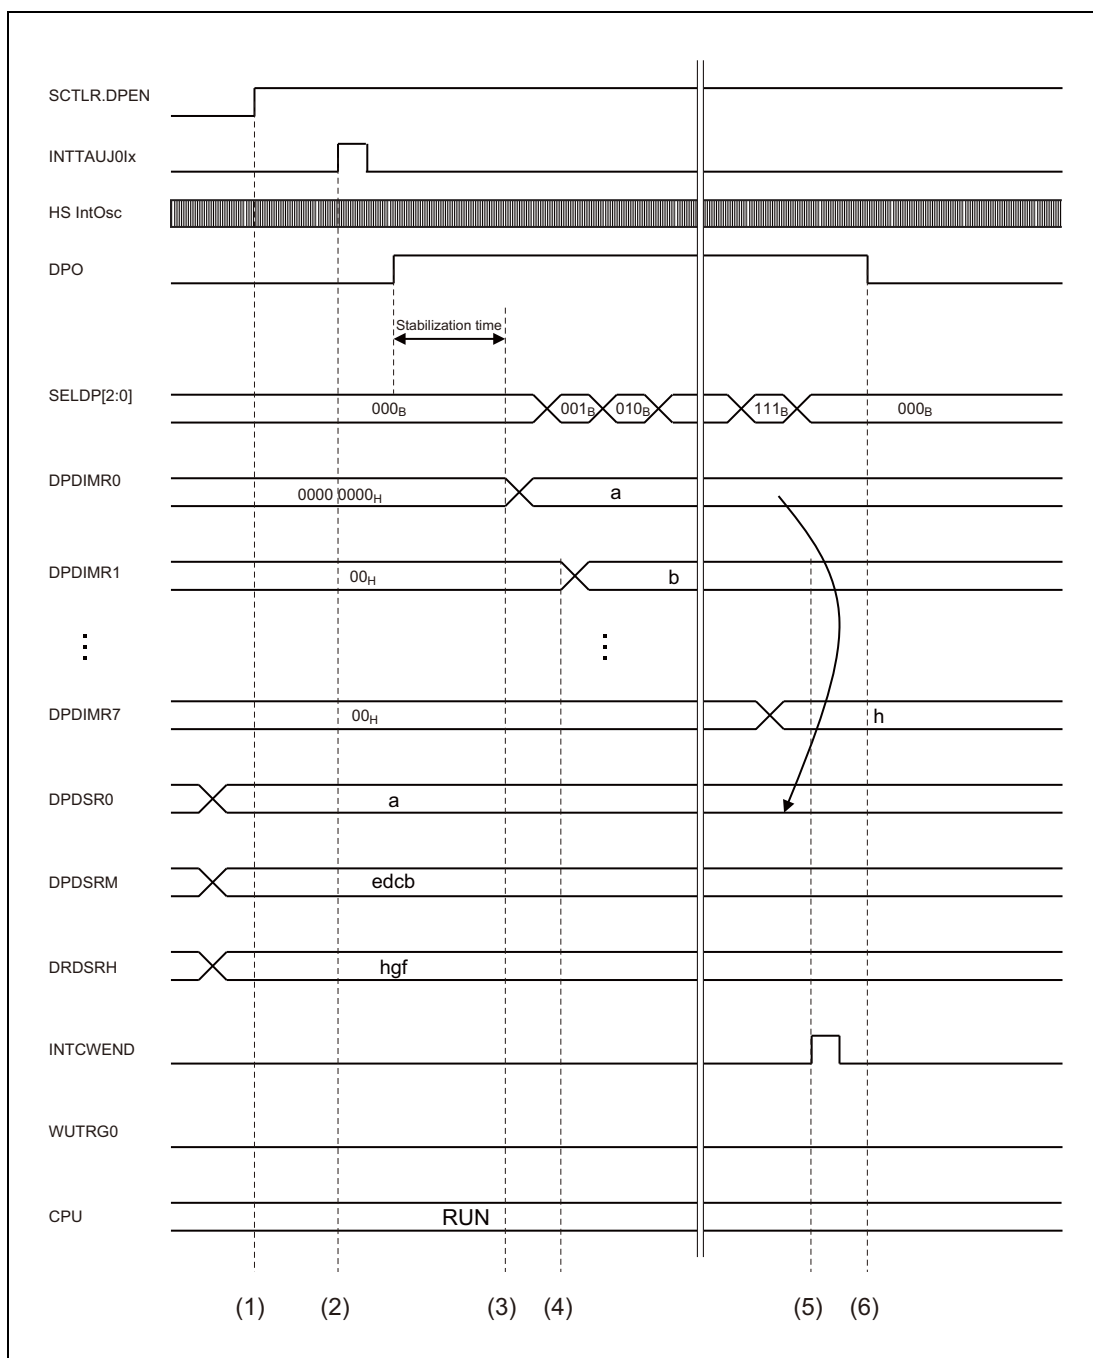 SCTLR.DPEN
INTTAUJ0Ix
HS IntOsc
DPO
Stabilization time
SELDP[2:0] 000B 001B 010B 111B 000B
DPDIMR0 0000 0000H a
DPDIMR1 00H b
⋮ ⋮
DPDIMR7 00H h
DPDSR0 a
DPDSRM edcb
DRDSRH hgf
INTCWEND
WUTRG0
CPU RUN
(1) (2) (3) (4) (5) (6)